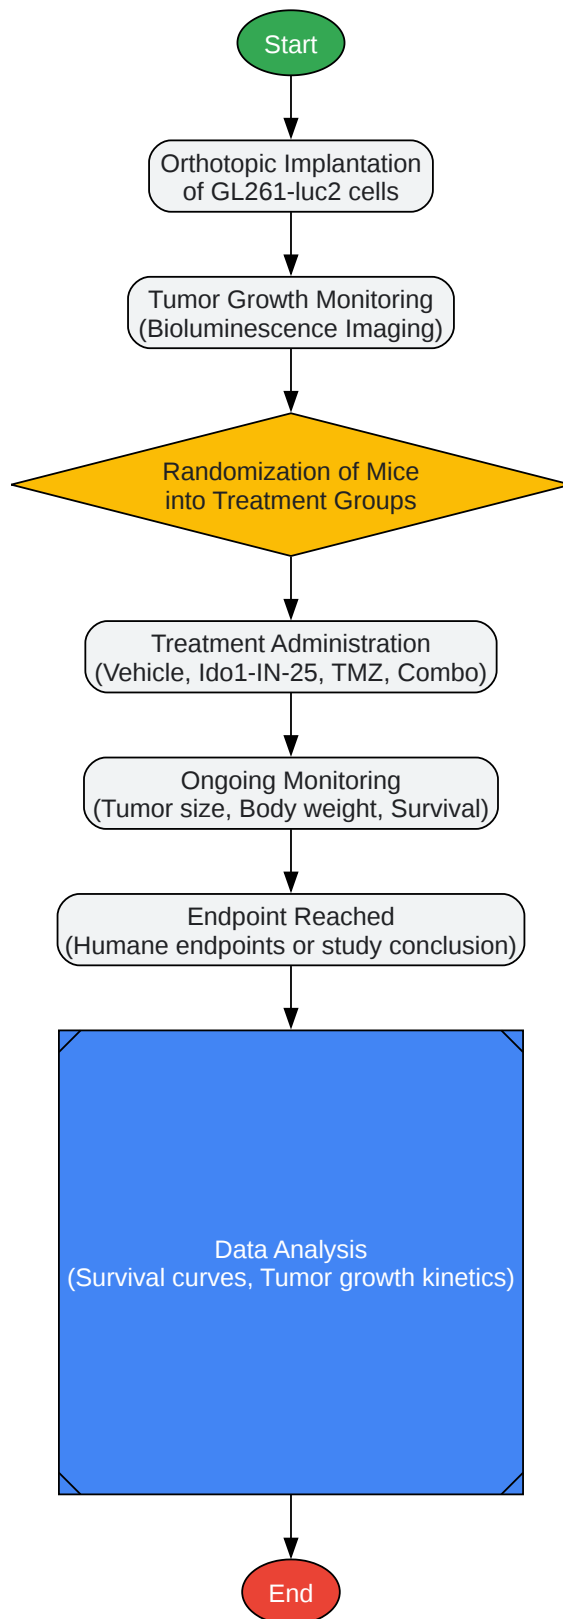 Start
Orthotopic Implantation
of GL261-luc2 cells
Tumor Growth Monitoring
(Bioluminescence Imaging)
Randomization of Mice
into Treatment Groups
Treatment Administration
(Vehicle, Ido1-IN-25, TMZ, Combo)
Ongoing Monitoring
(Tumor size, Body weight, Survival)
Endpoint Reached
(Humane endpoints or study conclusion)
Data Analysis
(Survival curves, Tumor growth kinetics)
End